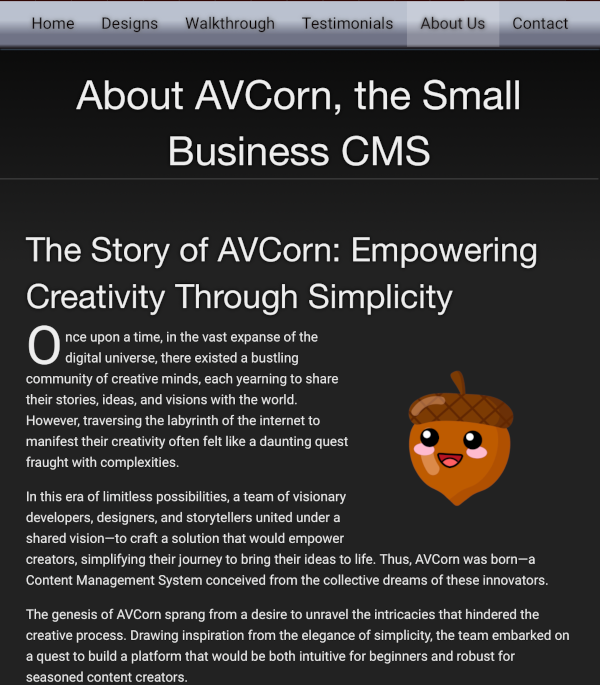 Home Designs Walkthrough Testimonials About Us Contact
About AVCorn, the Small
Business CMS
The Story of AVCorn: Empowering
Creativity Through Simplicity
Once upon a time, in the vast expanse of the
digital universe, there existed a bustling
community of creative minds, each yearning to share
their stories, ideas, and visions with the world.
However, traversing the labyrinth of the internet to
manifest their creativity often felt like a daunting quest
fraught with complexities.
In this era of limitless possibilities, a team of visionary
developers, designers, and storytellers united under a
shared vision—to craft a solution that would empower
creators, simplifying their journey to bring their ideas to life. Thus, AVCorn was born—a
Content Management System conceived from the collective dreams of these innovators.
The genesis of AVCorn sprang from a desire to unravel the intricacies that hindered the
creative process. Drawing inspiration from the elegance of simplicity, the team embarked on
a quest to build a platform that would be both intuitive for beginners and robust for
seasoned content creators.